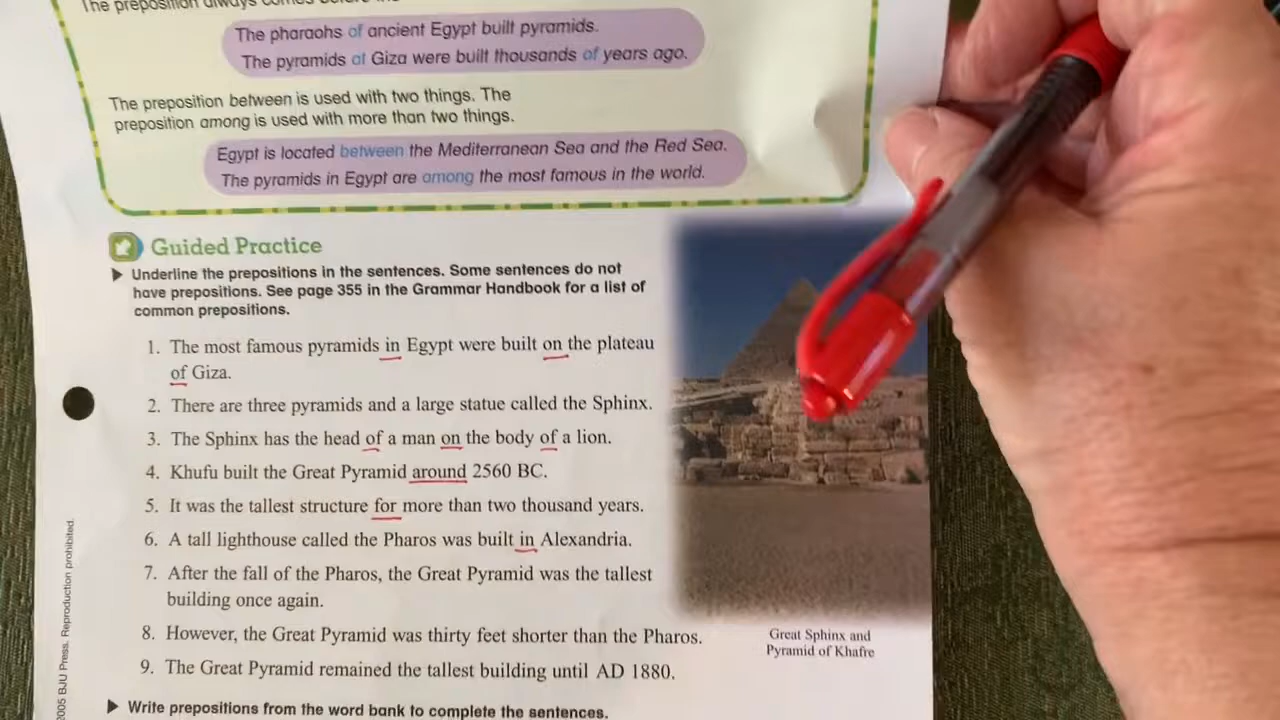 The preposition always comes before the
The pharaohs of ancient Egypt built pyramids.
The pyramids at Giza were built thousands of years ago.
The preposition between is used with two things. The
preposition among is used with more than two things.
Egypt is located between the Mediterranean Sea and the Red Sea.
The pyramids in Egypt are among the most famous in the world.
Guided Practice
Underline the prepositions in the sentences. Some sentences do not
have prepositions. See page 355 in the Grammar Handbook for a list of
common prepositions.
1. The most famous pyramids in Egypt were built on the plateau
of Giza.
2. There are three pyramids and a large statue called the Sphinx.
3. The Sphinx has the head of a man on the body of a lion.
4. Khufu built the Great Pyramid around 2560 BC.
5. It was the tallest structure for more than two thousand years.
6. A tall lighthouse called the Pharos was built in Alexandria.
7. After the fall of the Pharos, the Great Pyramid was the tallest
building once again.
8. However, the Great Pyramid was thirty feet shorter than the Pharos.
9. The Great Pyramid remained the tallest building until AD 1880.
Great Sphinx and
Pyramid of Khafre
Write prepositions from the word bank to complete the sentences.
2005 BJU Press. Reproduction prohibited.